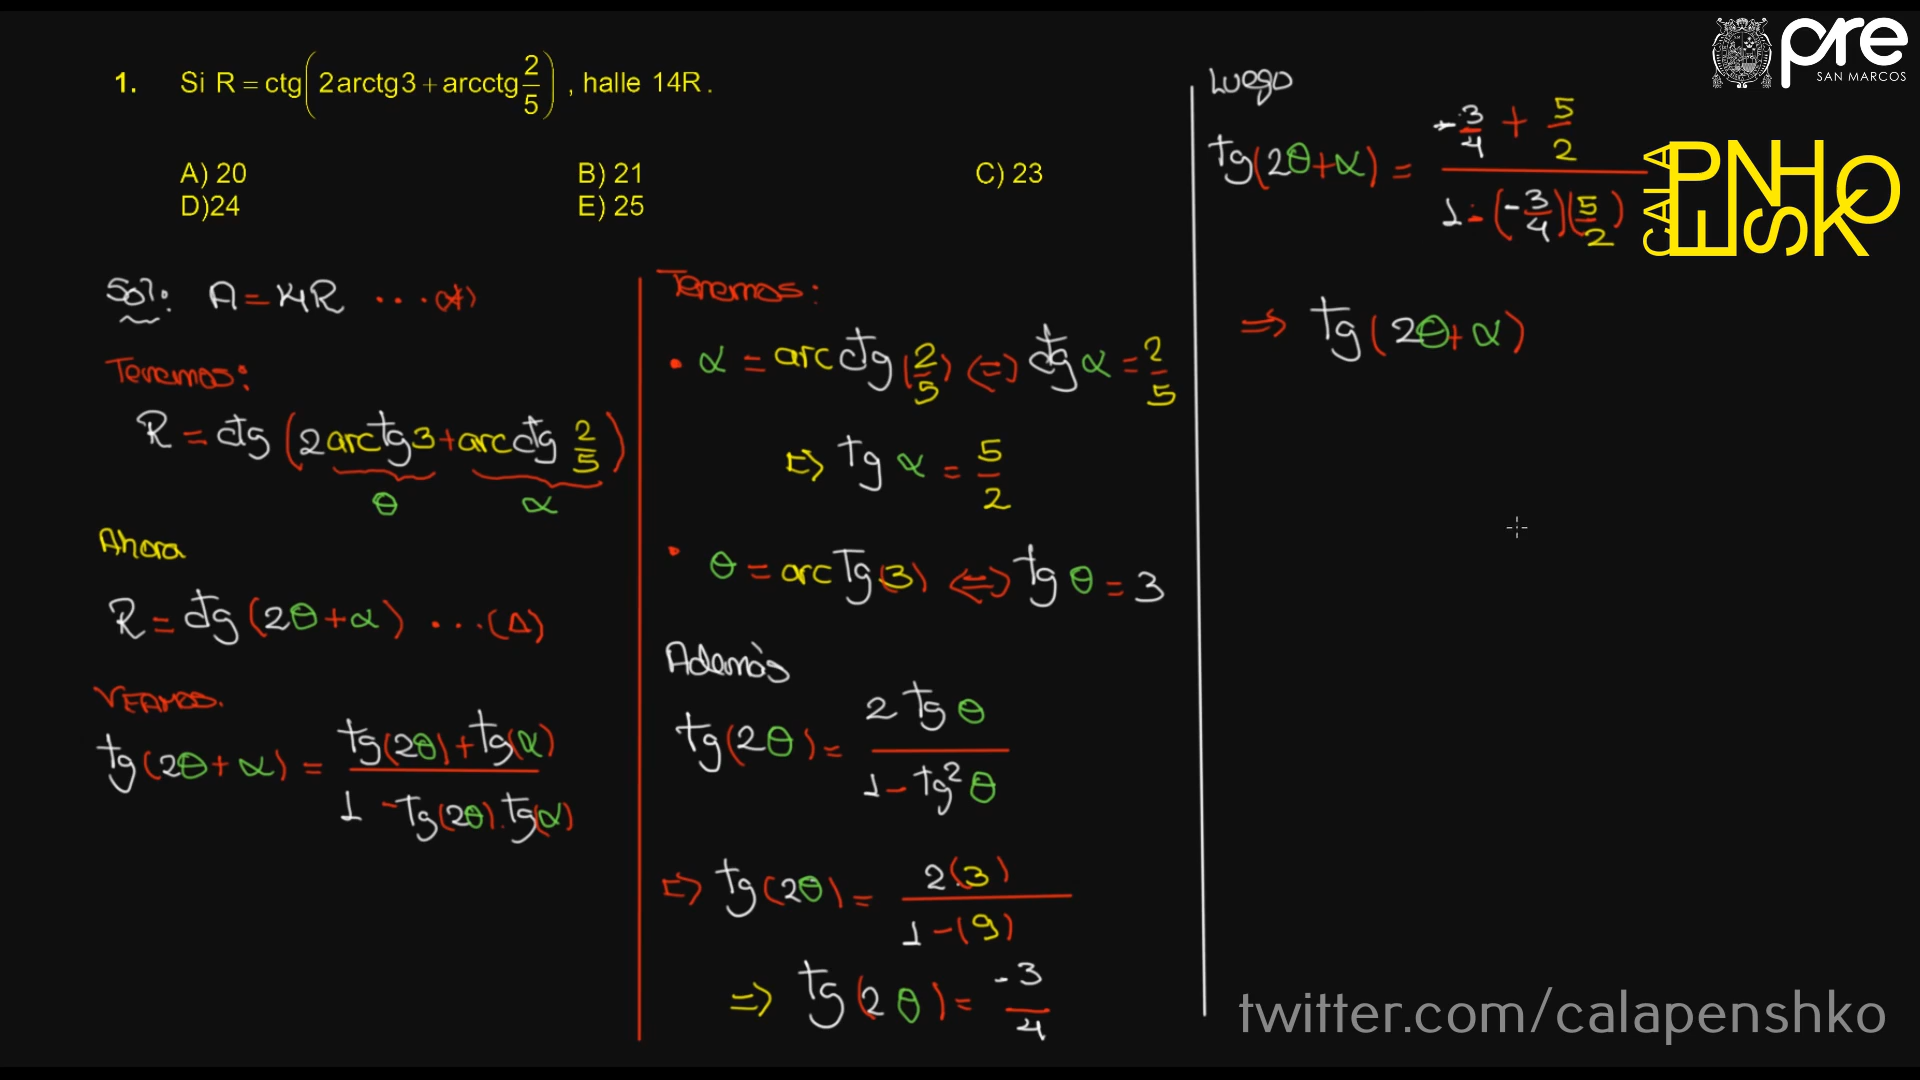 1. Si R = ctg(2arctg3 + arcctg 2/5), halle 14R.
A) 20 B) 21 C) 23
D)24 E) 25
Sol: A = 14R ... (*)
Tenemos:
R = ctg (2arctg3 + arcctg 2/5)
θ α
Ahora
R = ctg (2θ+α) ... (Δ)
VEAMOS.
tg(2θ+α) = (tg(2θ)+tg(α)) / (1 - tg(2θ).tg(α))
Tenemos:
• α = arcctg(2/5) <=> ctg α = 2/5
=> tg α = 5/2
• θ = arctg(3) <=> tg θ = 3
Además
tg(2θ) = 2tgθ / (1 - tg²θ)
=> tg(2θ) = 2(3) / (1-(9))
=> tg(2θ) = -3/4
Luego
tg(2θ+α) = (-3/4 + 5/2) / (1 - (-3/4)(5/2))
=> tg(2θ+α)
pre
SAN MARCOS
CALA
PENSHKO
twitter.com/calapenshko